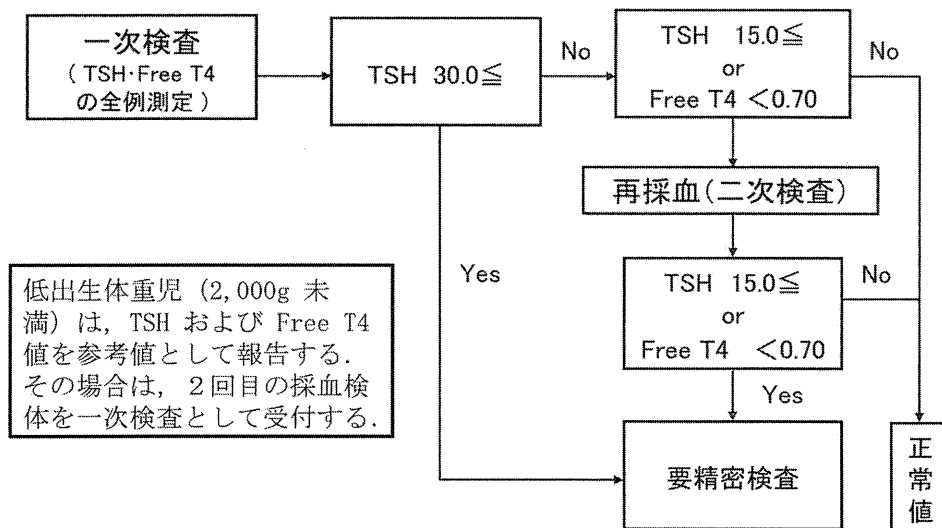 一次検査
( TSH･Free T4
の全例測定 )
TSH 30.0≦
No
TSH 15.0≦
or
Free T4 <0.70
No
再採血(二次検査)
Yes
TSH 15.0≦
or
Free T4 <0.70
No
Yes
低出生体重児 (2,000g 未
満) は, TSH および Free T4
値を参考値として報告する.
その場合は, 2回目の採血検
体を一次検査として受付する.
要精密検査
正
常
値